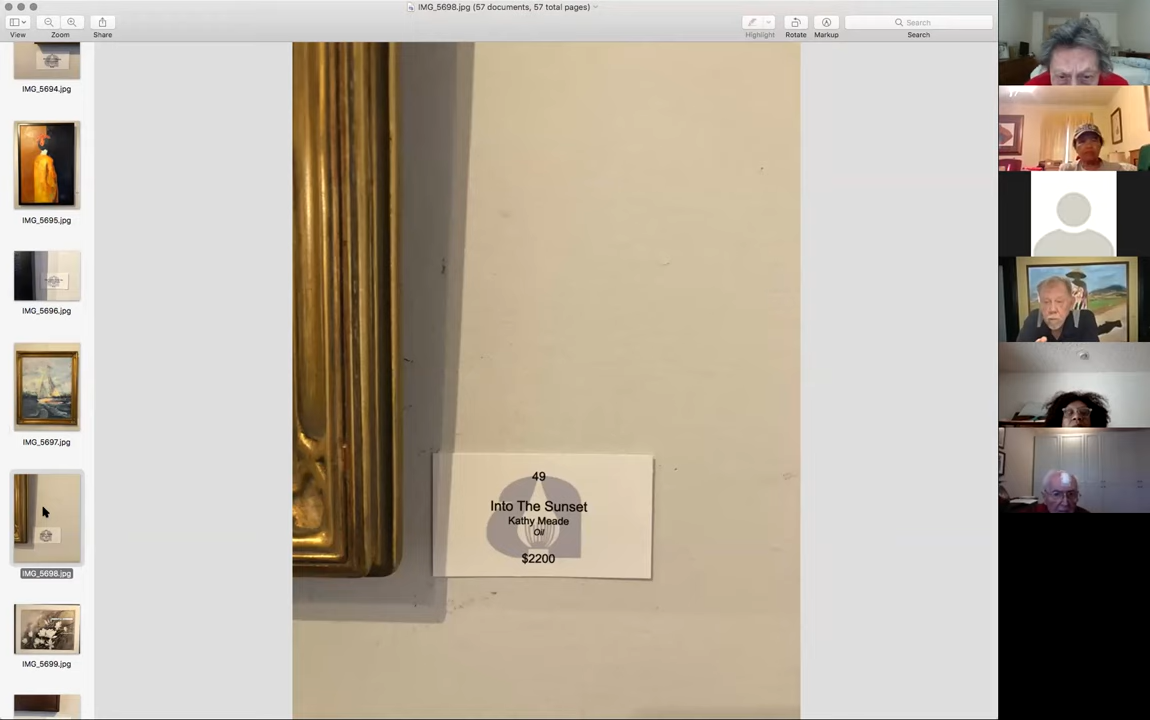 IMG_5698.jpg (57 documents, 57 total pages)
View
Zoom
Share
Highlight
Rotate
Markup
Search
Search
IMG_5694.jpg
IMG_5695.jpg
IMG_5696.jpg
IMG_5697.jpg
IMG_5698.jpg
IMG_5699.jpg
49
Into The Sunset
Kathy Meade
Oil
$2200